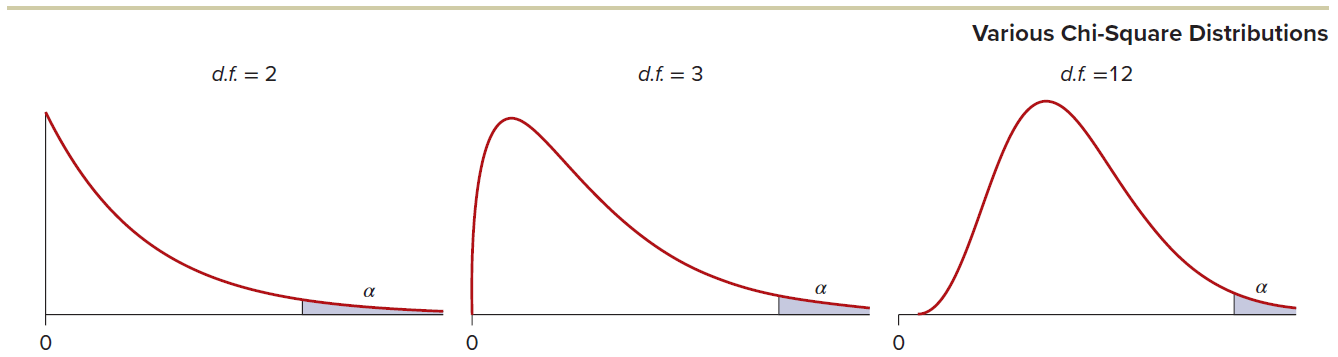 Various Chi-Square Distributions
d.f. = 2
d.f. = 3
d.f. =12
α
α
α
0
0
0